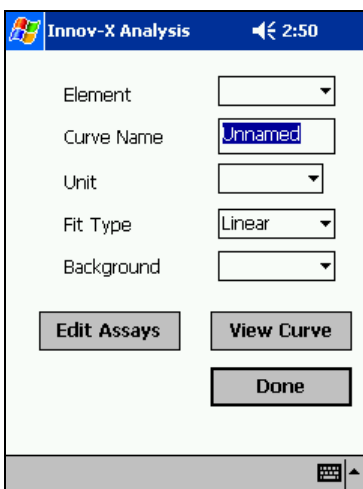 Innov-X Analysis 2:50
Element
Curve Name Unnamed
Unit
Fit Type Linear
Background
Edit Assays View Curve
Done